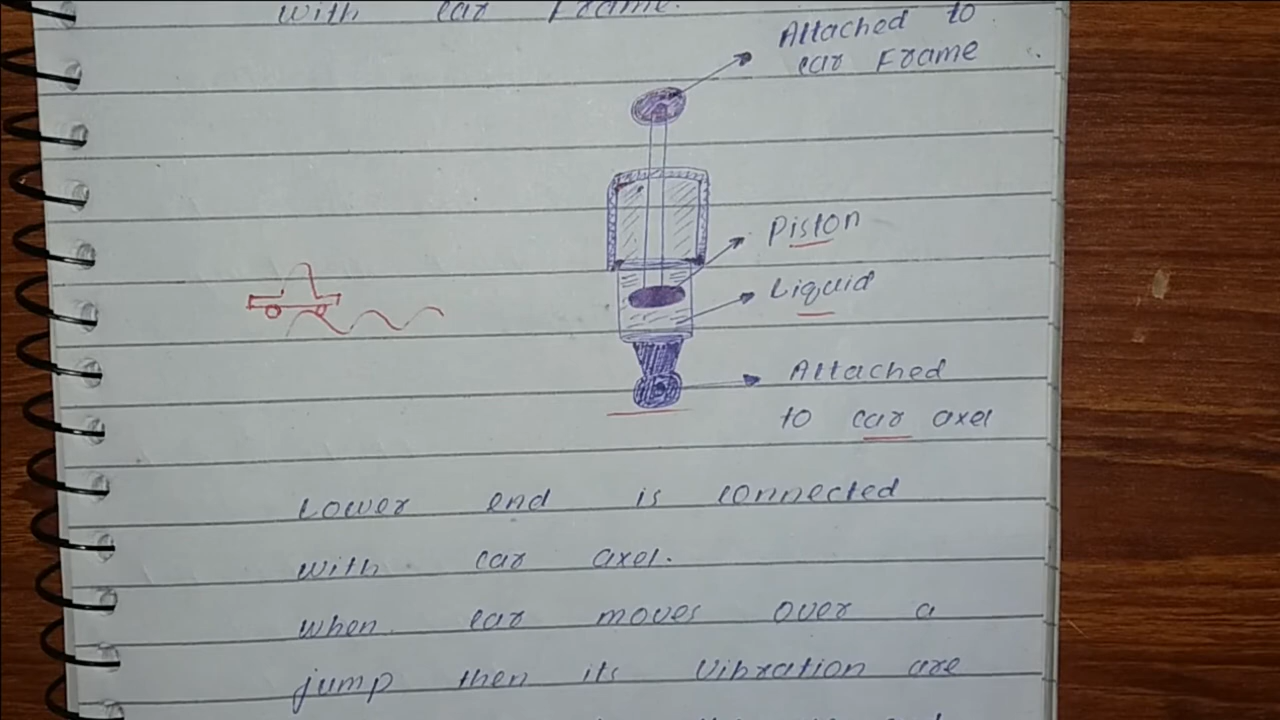 with car Frame.
Attached to
car Frame
Piston
Liquid
Attached
to car axel
Lower end is connected
with car axel.
when car moves over a
jump then its vibration are